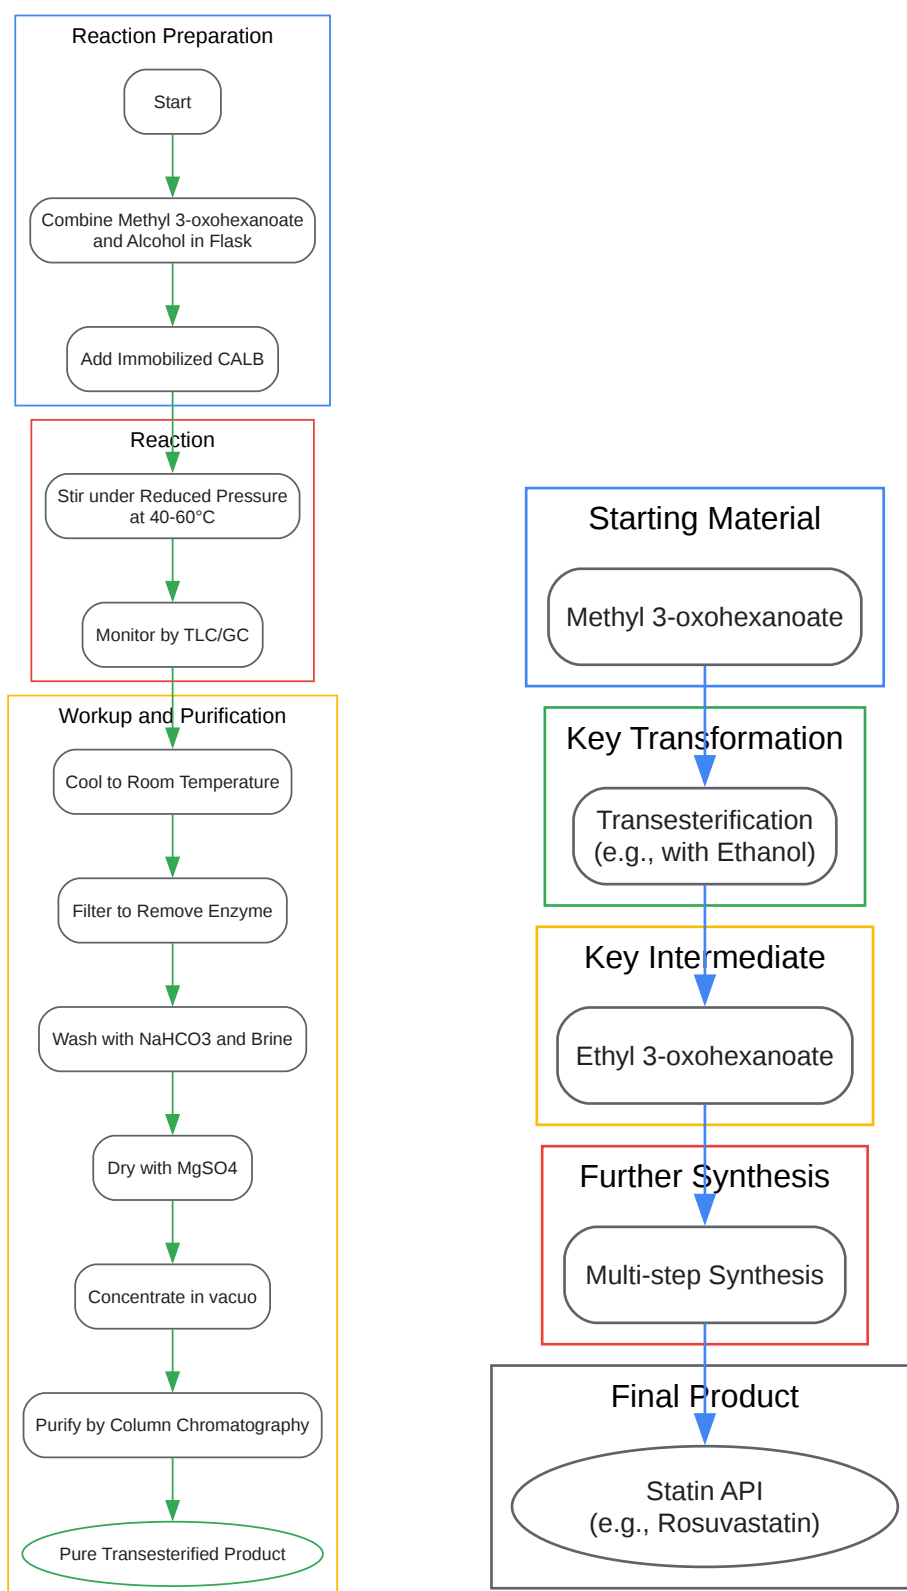 Reaction Preparation
Start
Combine Methyl 3-oxohexanoate
and Alcohol in Flask
Add Immobilized CALB
Reaction
Stir under Reduced Pressure
at 40-60°C
Monitor by TLC/GC
Workup and Purification
Cool to Room Temperature
Filter to Remove Enzyme
Wash with NaHCO3 and Brine
Dry with MgSO4
Concentrate in vacuo
Purify by Column Chromatography
Pure Transesterified Product
Starting Material
Methyl 3-oxohexanoate
Key Transformation
Transesterification
(e.g., with Ethanol)
Key Intermediate
Ethyl 3-oxohexanoate
Further Synthesis
Multi-step Synthesis
Final Product
Statin API
(e.g., Rosuvastatin)